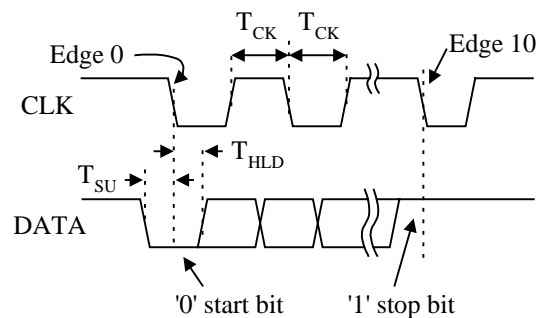 T_CK T_CK
Edge 0
Edge 10
CLK
T_HLD
T_SU
DATA
'0' start bit
'1' stop bit